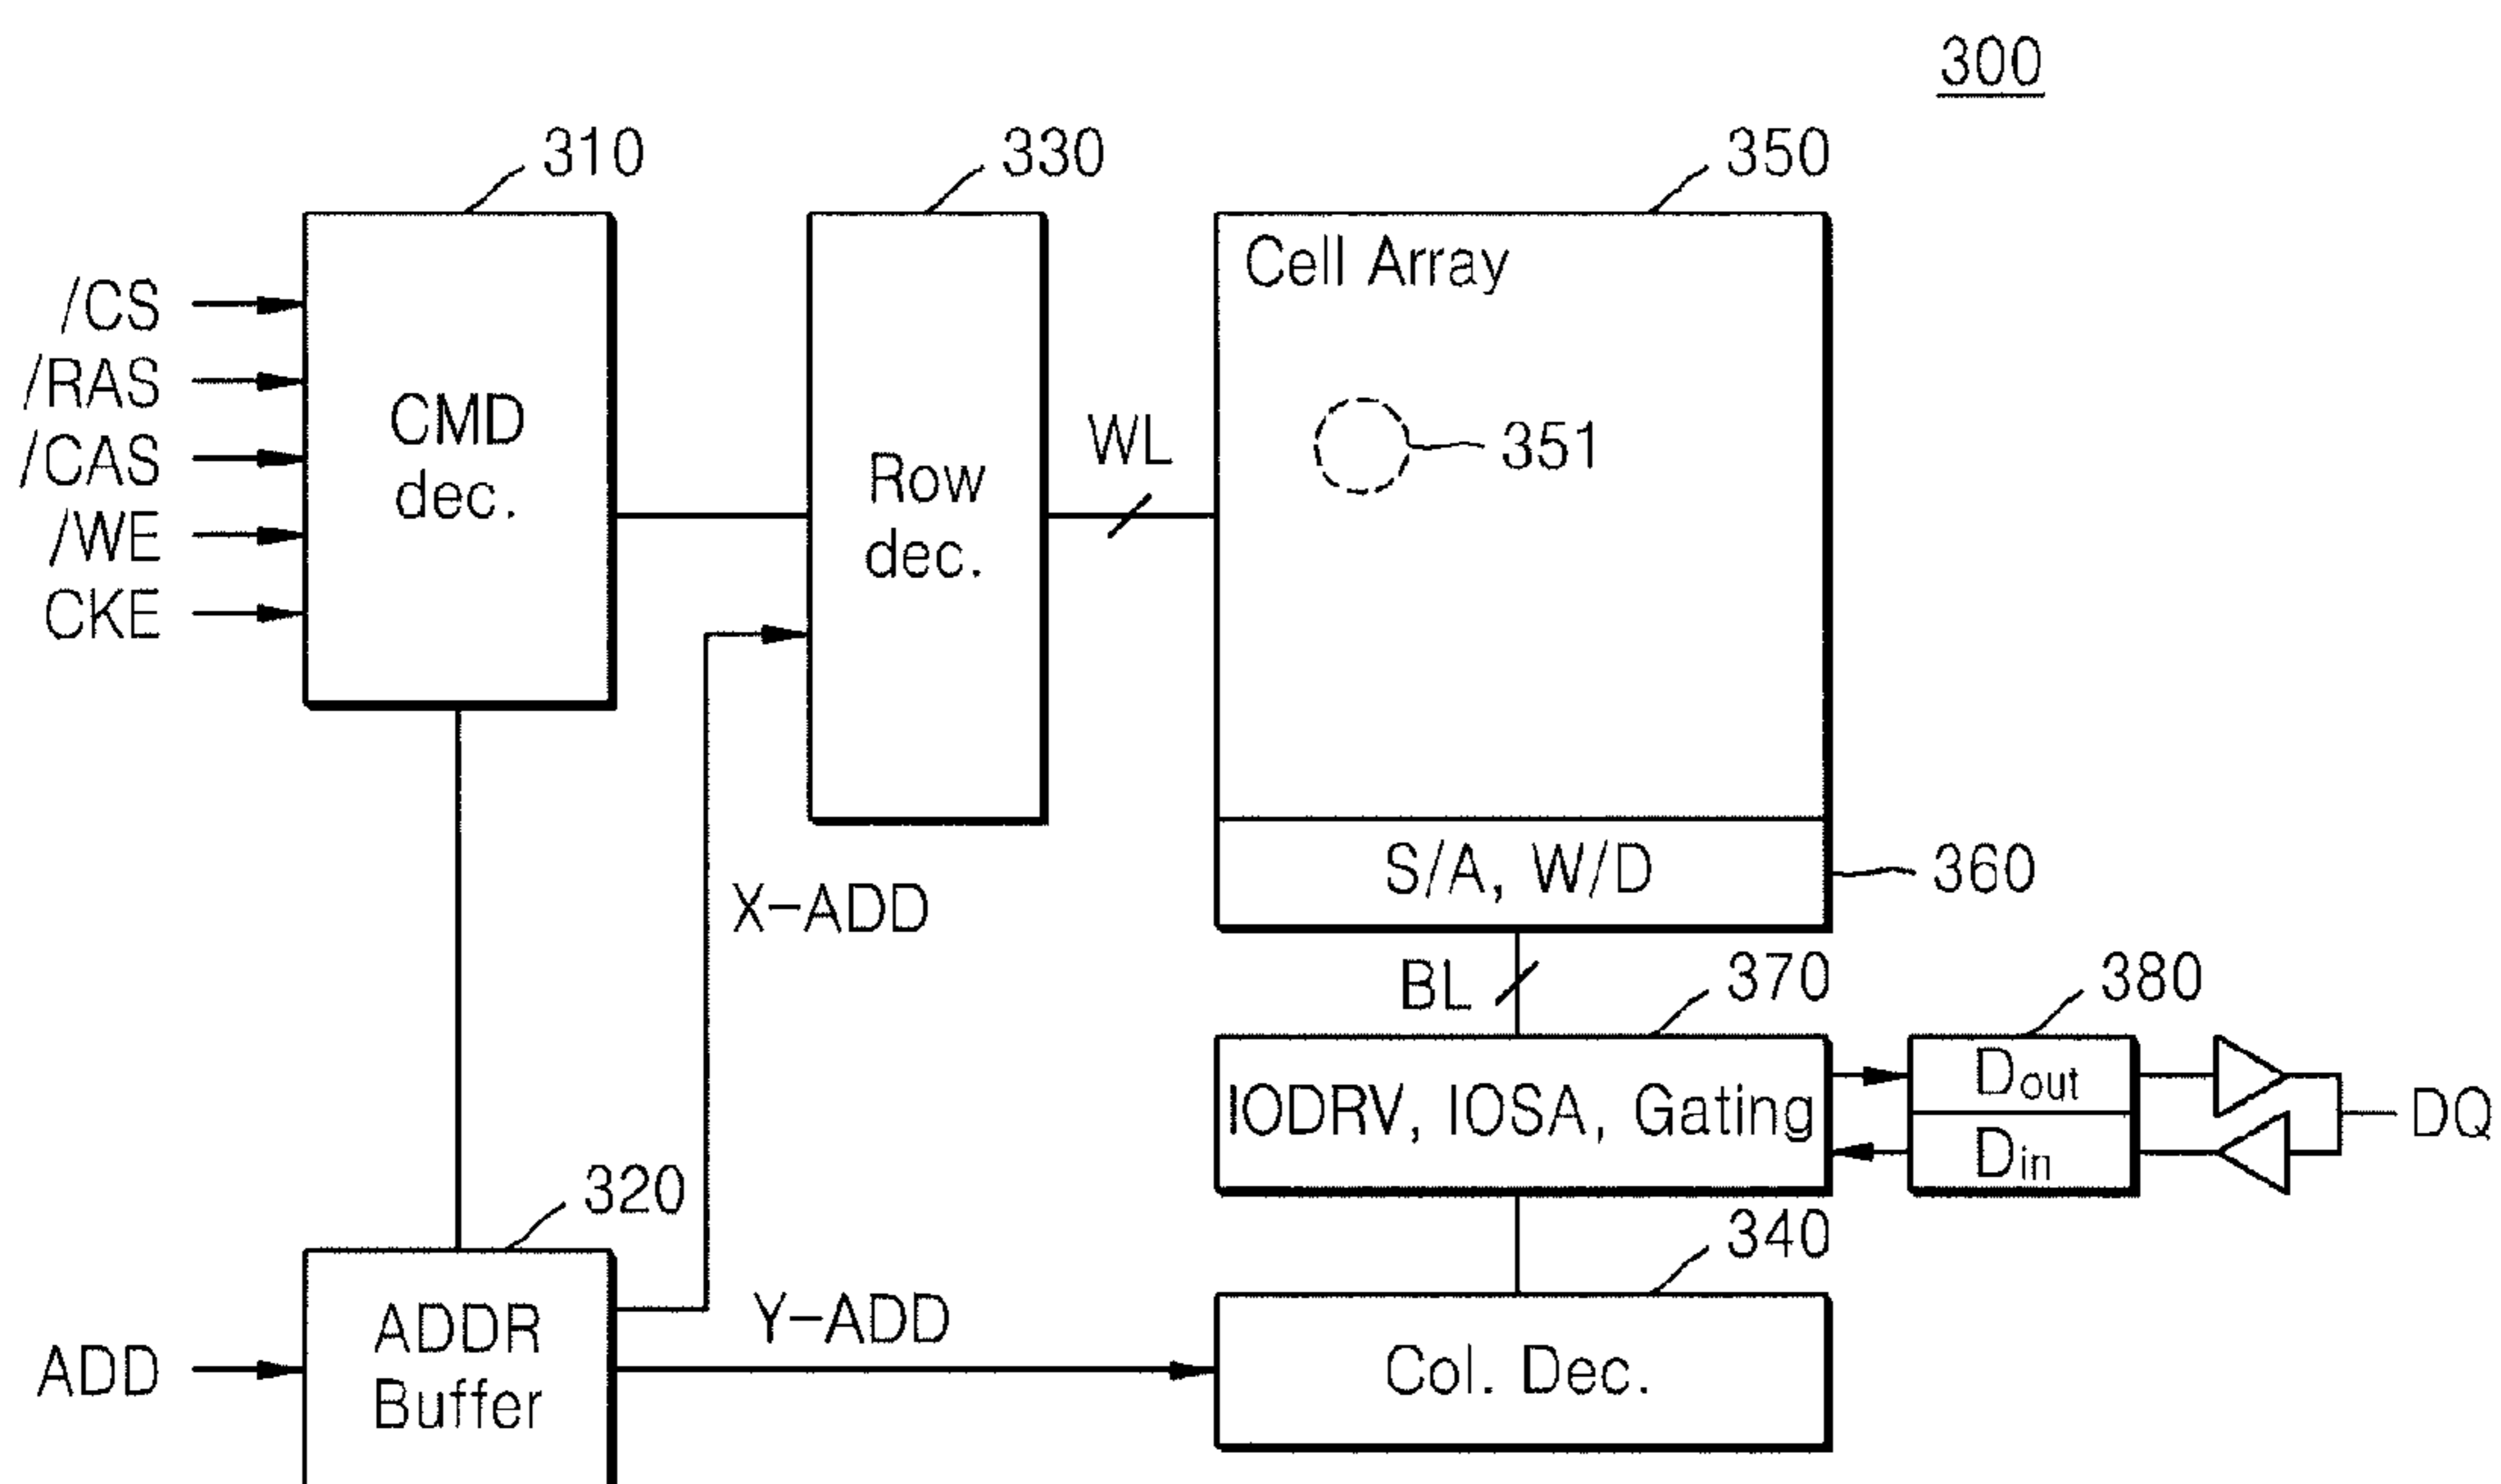 300
310
330
350
/CS
/RAS
/CAS
/WE
CKE
CMD
dec.
Row
dec.
WL
Cell Array
351
S/A, W/D
360
X-ADD
BL
370
380
IODRV, IOSA, Gating
Dout
Din
DQ
320
340
ADD
ADDR
Buffer
Y-ADD
Col. Dec.